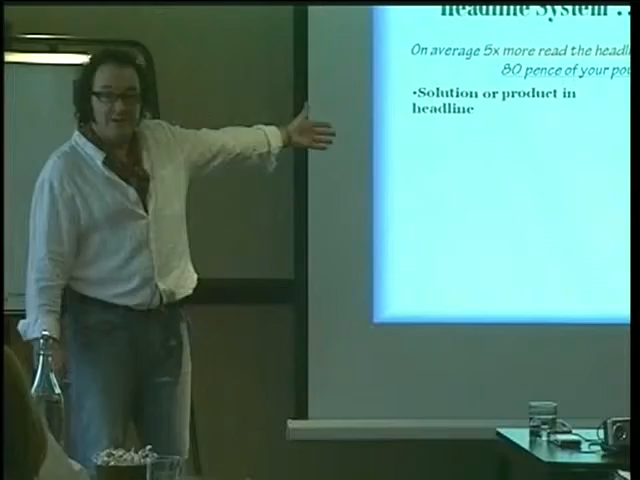 Headline System . .
On average 5x more read the headl
80 pence of your po
•Solution or product in
headline